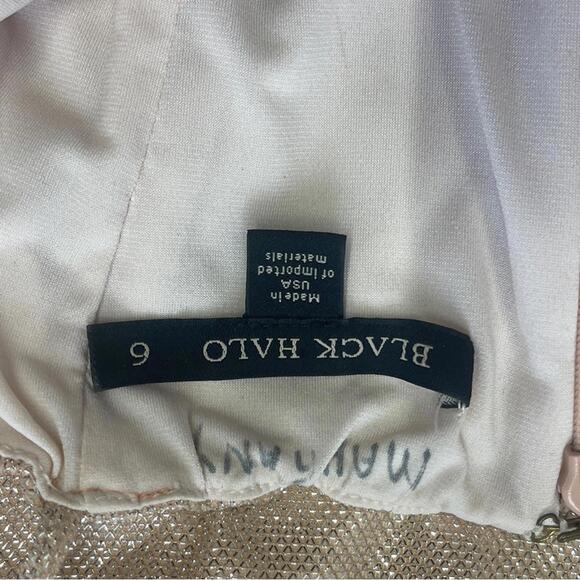 BLACK HALO 6
Made in
USA
of imported
materials